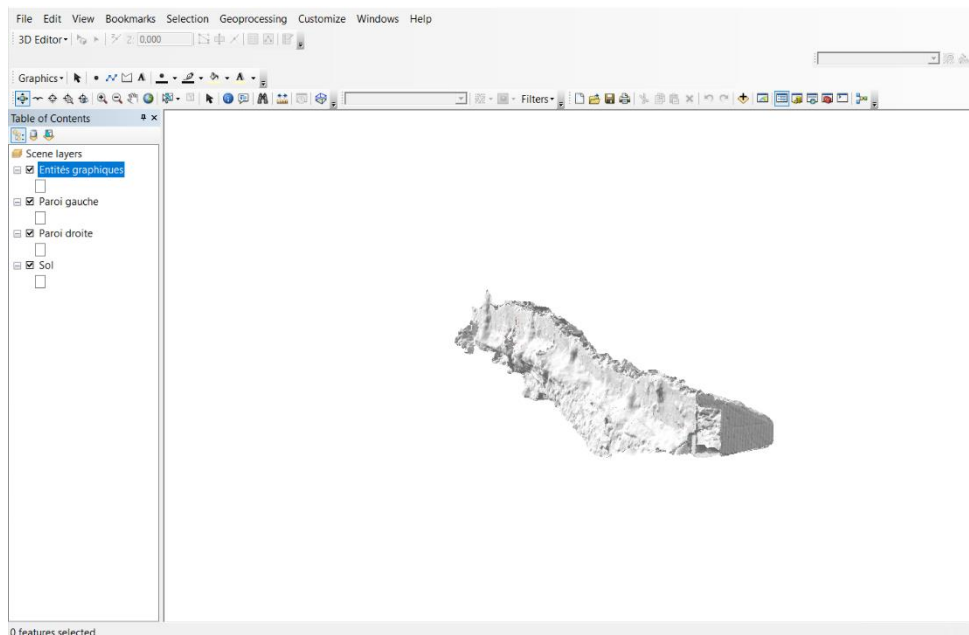 File Edit View Bookmarks Selection Geoprocessing Customize Windows Help
3D Editor Z: 0,000
Graphics A A
Filters
Table of Contents
Scene layers
Entités graphiques
Paroi gauche
Paroi droite
Sol
0 features selected